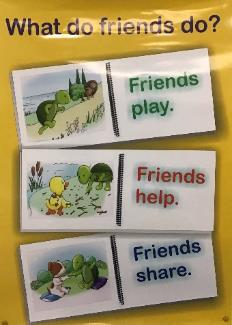 What do friends do?
Friends
play.
Friends
help.
Friends
share.